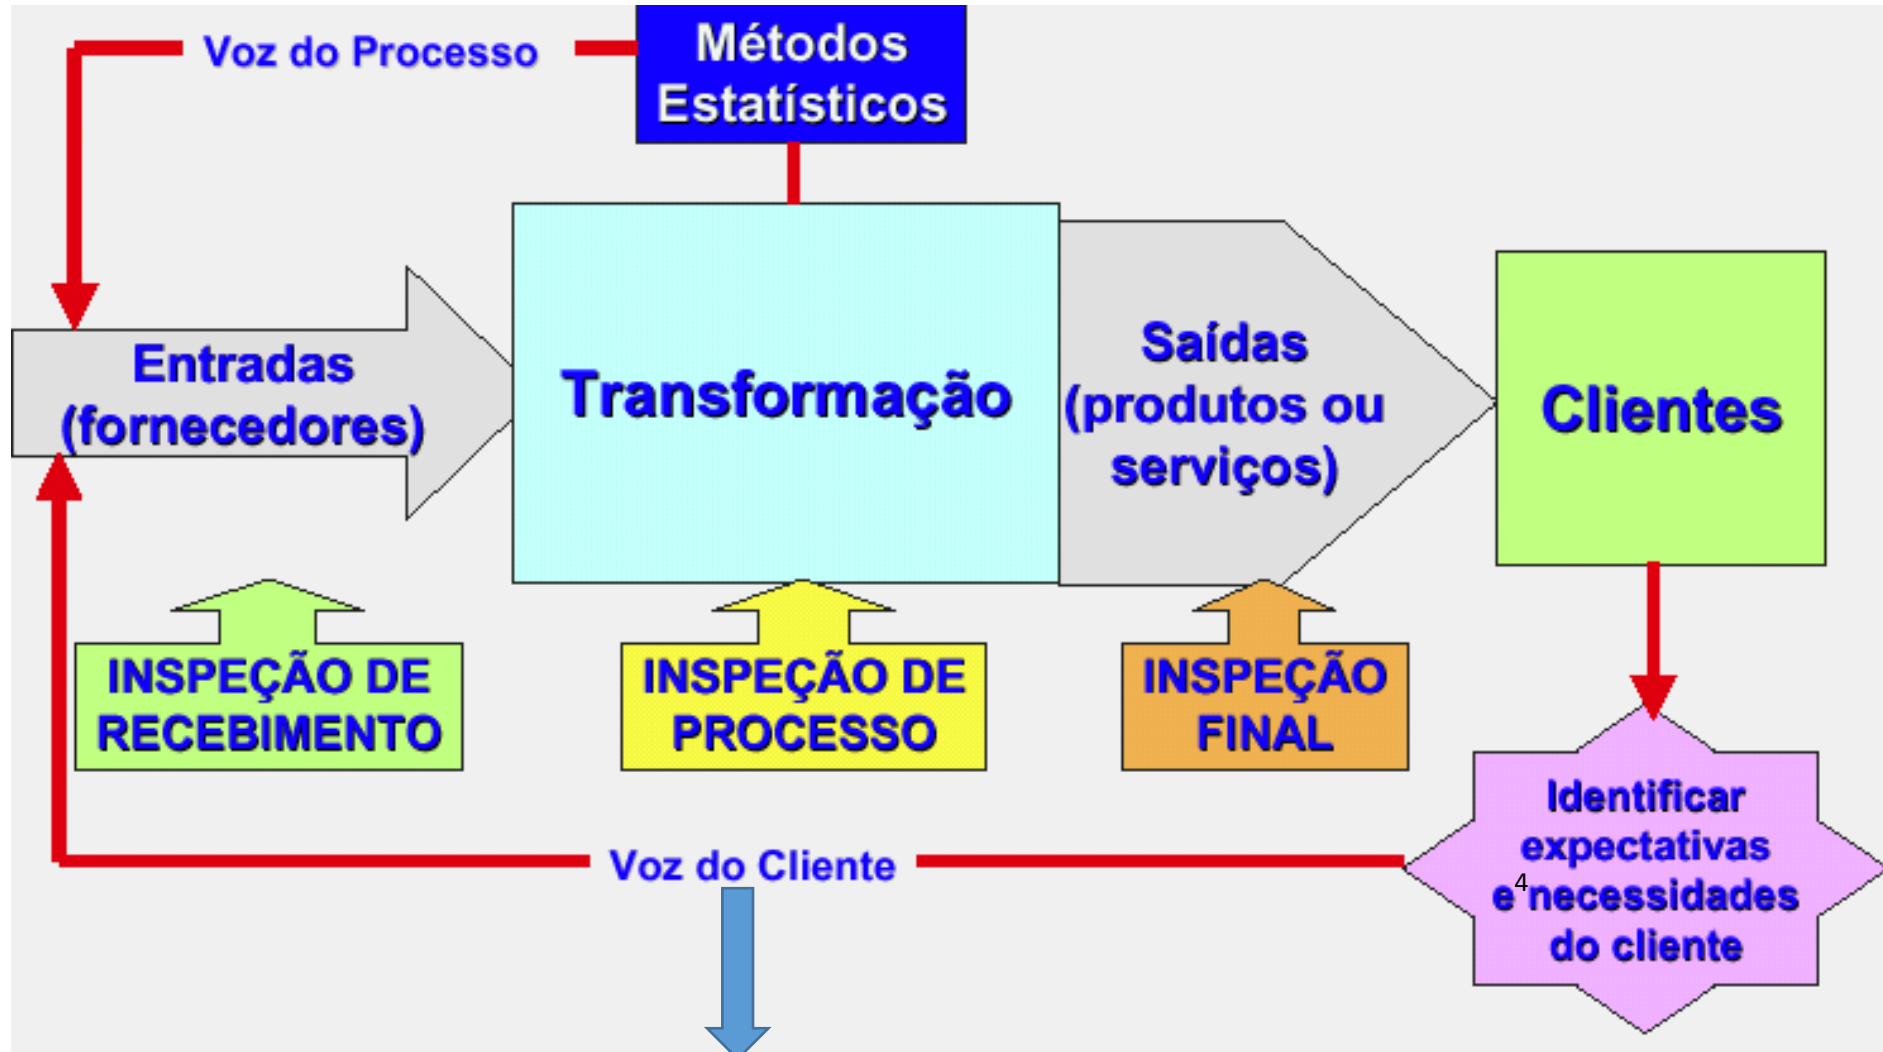 Voz do Processo
Métodos
Estatísticos
Entradas
(fornecedores)
Transformação
Saídas
(produtos ou
serviços)
Clientes
INSPEÇÃO DE
RECEBIMENTO
INSPEÇÃO DE
PROCESSO
INSPEÇÃO
FINAL
Voz do Cliente
Identificar
expectativas
e necessidades
do cliente
4